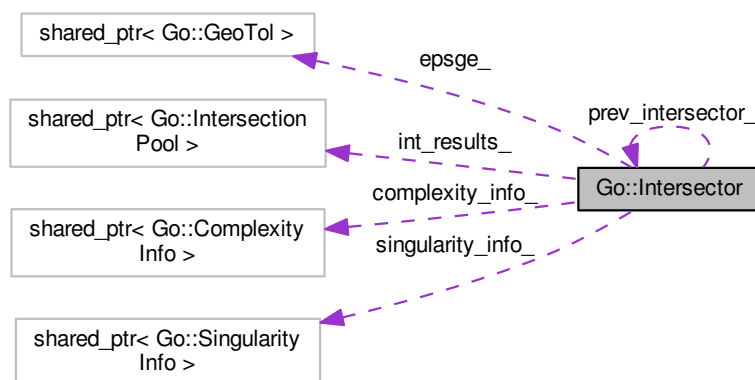 shared_ptr< Go::GeoTol >
epsge_
shared_ptr< Go::Intersection
Pool >
prev_intersector_
int_results_
Go::Intersector
complexity_info_
shared_ptr< Go::Complexity
Info >
singularity_info_
shared_ptr< Go::Singularity
Info >